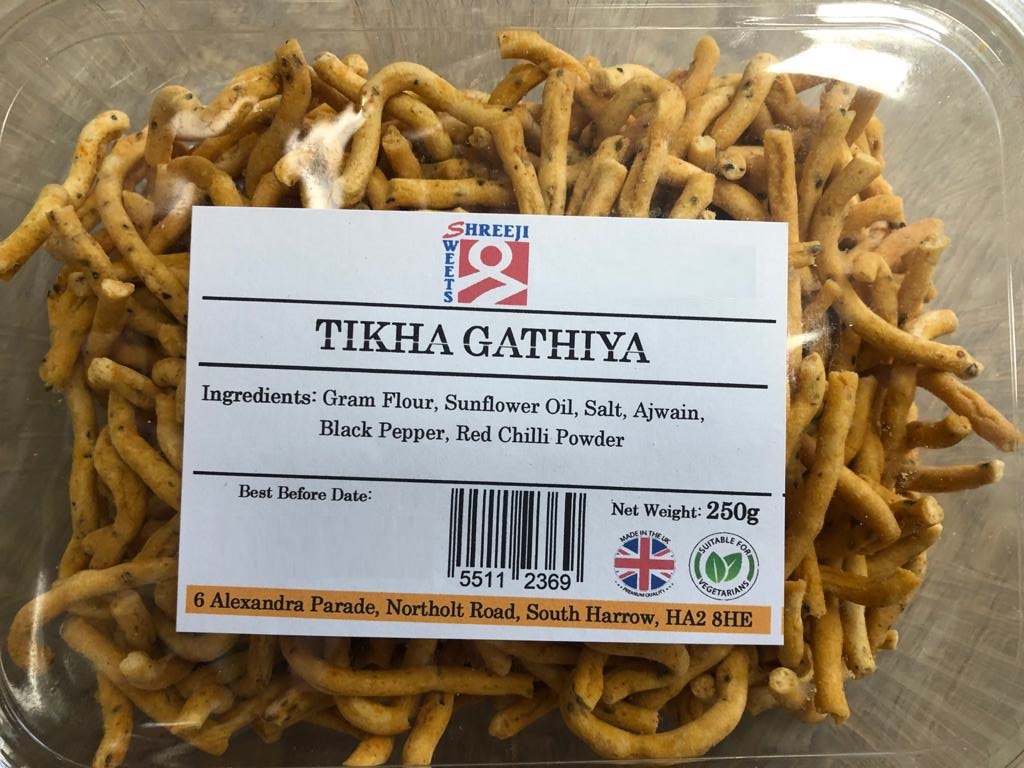 SHREEJI
SWEETS
TIKHA GATHIYA
Ingredients: Gram Flour, Sunflower Oil, Salt, Ajwain,
Black Pepper, Red Chilli Powder
Best Before Date:
Net Weight: 250g
5511 2369
MADE IN THE UK
PREMIUM QUALITY
SUITABLE FOR
VEGETARIANS
6 Alexandra Parade, Northolt Road, South Harrow, HA2 8HE